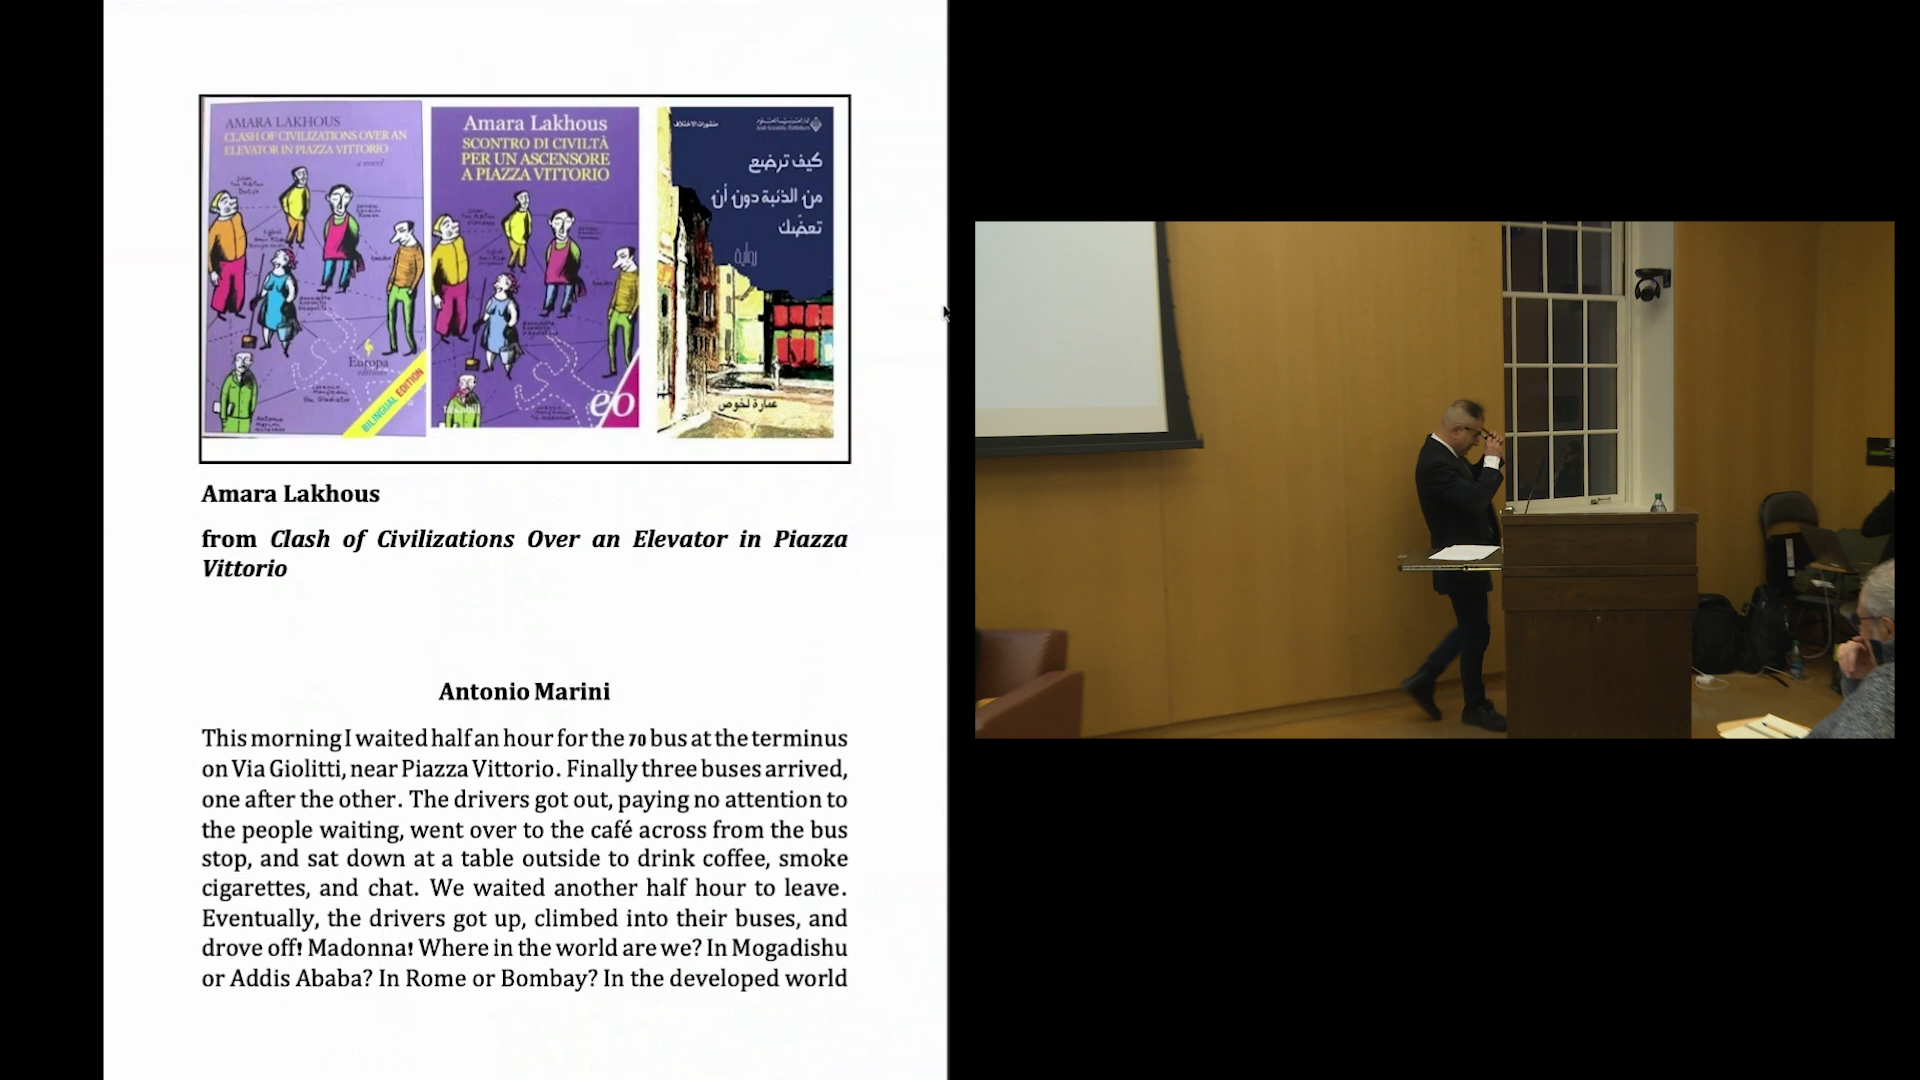 AMARA LAKHOUS
CLASH OF CIVILIZATIONS OVER AN
ELEVATOR IN PIAZZA VITTORIO
a novel
Europa
editions
BILINGUAL EDITION
Amara Lakhous
SCONTRO DI CIVILTÀ
PER UN ASCENSORE
A PIAZZA VITTORIO
eo
منشورات الاختلاف
Arab Scientific Publishers
كيف ترضع
من الذئبة دون أن
تعضّك
رواية
عمارة لخوص
Amara Lakhous
from Clash of Civilizations Over an Elevator in Piazza
Vittorio
Antonio Marini
This morning I waited half an hour for the 70 bus at the terminus
on Via Giolitti, near Piazza Vittorio. Finally three buses arrived,
one after the other. The drivers got out, paying no attention to
the people waiting, went over to the café across from the bus
stop, and sat down at a table outside to drink coffee, smoke
cigarettes, and chat. We waited another half hour to leave.
Eventually, the drivers got up, climbed into their buses, and
drove off! Madonna! Where in the world are we? In Mogadishu
or Addis Ababa? In Rome or Bombay? In the developed world